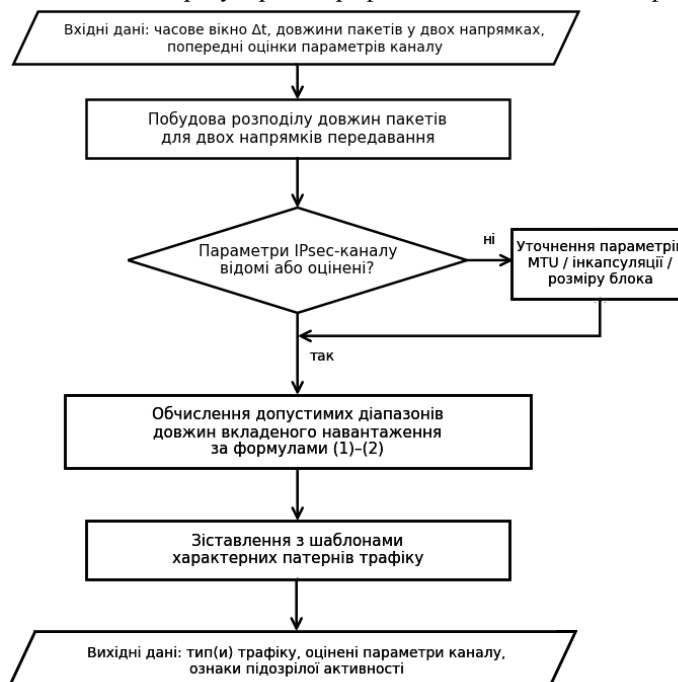 Вхідні дані: часове вікно Δt, довжини пакетів у двох напрямках,
попередні оцінки параметрів каналу
Побудова розподілу довжин пакетів
для двох напрямків передавання
Параметри IPsec-каналу
відомі або оцінені?
ні
Уточнення параметрів
MTU / інкапсуляції /
розміру блока
так
Обчислення допустимих діапазонів
довжин вкладеного навантаження
за формулами (1)–(2)
Зіставлення з шаблонами
характерних патернів трафіку
Вихідні дані: тип(и) трафіку, оцінені параметри каналу,
ознаки підозрілої активності